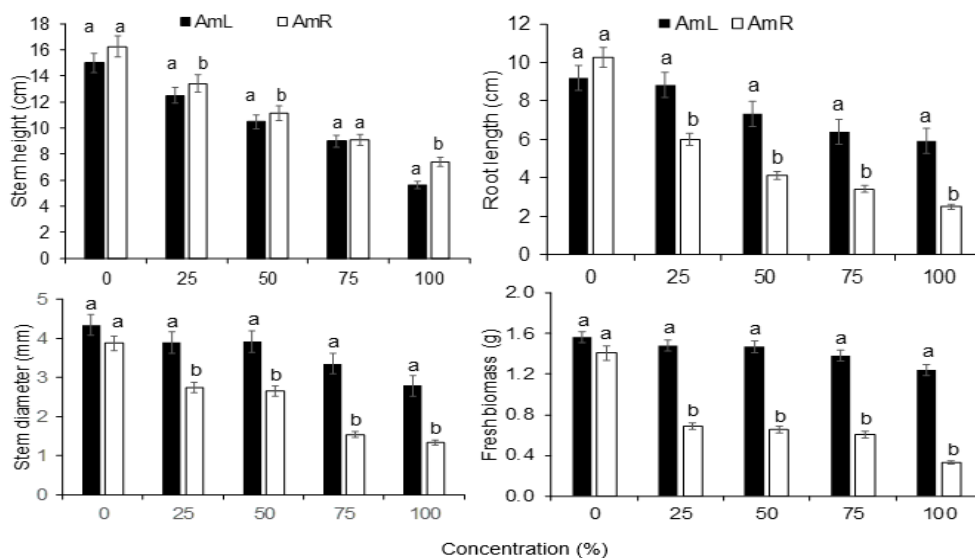 AmL AmR
Stem height (cm)
18
16
14
12
10
8
6
4
2
0
a a
a b
a b
a a
a b
0 25 50 75 100
AmL AmR
Root length (cm)
12
10
8
6
4
2
0
a a
a b
a b
a b
a b
0 25 50 75 100
Stem diameter (mm)
5
4
3
2
1
0
a a
a b
a b
a b
a b
0 25 50 75 100
Fresh biomass (g)
2.0
1.6
1.2
0.8
0.4
0.0
a a
a b
a b
a b
a b
0 25 50 75 100
Concentration (%)